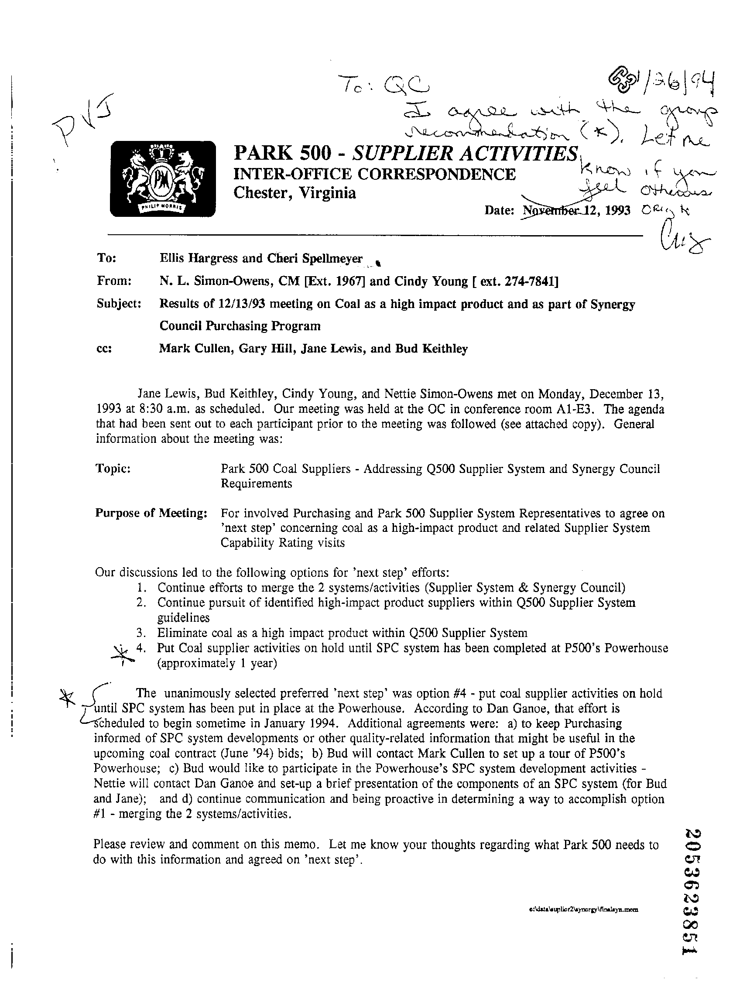 To: QC
1/26/94
PVJ
I agree with the group
recommendation (*). Let me
know if you
feel otherwise
PM
PHILIP MORRIS
PARK 500 - SUPPLIER ACTIVITIES
INTER-OFFICE CORRESPONDENCE
Chester, Virginia
Date: November 12, 1993
To: Ellis Hargress and Cheri Spellmeyer
From: N. L. Simon-Owens, CM [Ext. 1967] and Cindy Young [ ext. 274-7841]
Subject: Results of 12/13/93 meeting on Coal as a high impact product and as part of Synergy
Council Purchasing Program
cc: Mark Cullen, Gary Hill, Jane Lewis, and Bud Keithley
Jane Lewis, Bud Keithley, Cindy Young, and Nettie Simon-Owens met on Monday, December 13,
1993 at 8:30 a.m. as scheduled. Our meeting was held at the OC in conference room A1-E3. The agenda
that had been sent out to each participant prior to the meeting was followed (see attached copy). General
information about the meeting was:
Topic: Park 500 Coal Suppliers - Addressing Q500 Supplier System and Synergy Council
Requirements
Purpose of Meeting: For involved Purchasing and Park 500 Supplier System Representatives to agree on
'next step' concerning coal as a high-impact product and related Supplier System
Capability Rating visits
Our discussions led to the following options for 'next step' efforts:
1. Continue efforts to merge the 2 systems/activities (Supplier System & Synergy Council)
2. Continue pursuit of identified high-impact product suppliers within Q500 Supplier System
guidelines
3. Eliminate coal as a high impact product within Q500 Supplier System
* 4. Put Coal supplier activities on hold until SPC system has been completed at P500's Powerhouse
(approximately 1 year)
* The unanimously selected preferred 'next step' was option #4 - put coal supplier activities on hold
until SPC system has been put in place at the Powerhouse. According to Dan Ganoe, that effort is
scheduled to begin sometime in January 1994. Additional agreements were: a) to keep Purchasing
informed of SPC system developments or other quality-related information that might be useful in the
upcoming coal contract (June '94) bids; b) Bud will contact Mark Cullen to set up a tour of P500's
Powerhouse; c) Bud would like to participate in the Powerhouse's SPC system development activities -
Nettie will contact Dan Ganoe and set-up a brief presentation of the components of an SPC system (for Bud
and Jane); and d) continue communication and being proactive in determining a way to accomplish option
#1 - merging the 2 systems/activities.
Please review and comment on this memo. Let me know your thoughts regarding what Park 500 needs to
do with this information and agreed on 'next step'.
e:\data\suplier2\synergy\finalsyn.mem
2053623851